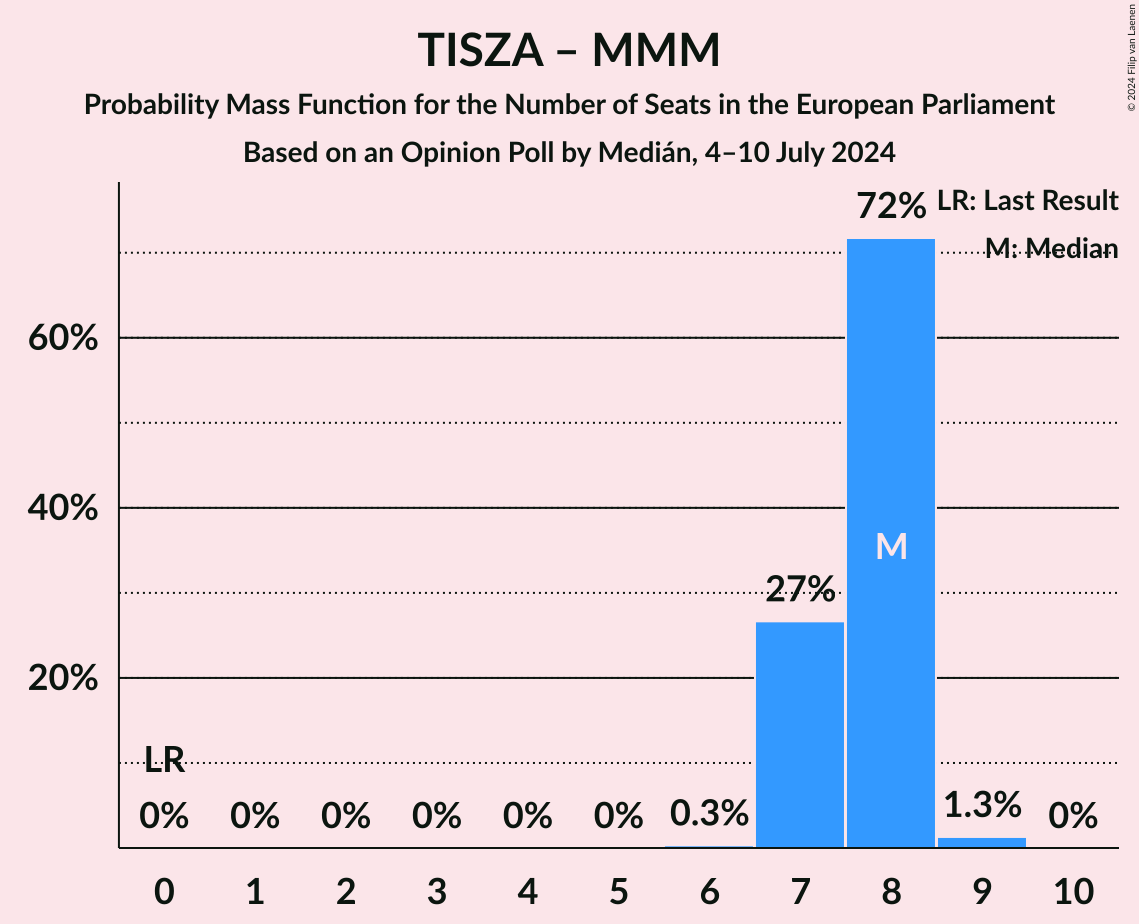 TISZA – MMM
Probability Mass Function for the Number of Seats in the European Parliament
Based on an Opinion Poll by Medián, 4–10 July 2024
© 2024 Filip van Laenen
LR: Last Result
M: Median
72%
60%
40%
M
27%
20%
LR
0% 0% 0% 0% 0% 0% 0.3% 1.3% 0%
0 1 2 3 4 5 6 7 8 9 10